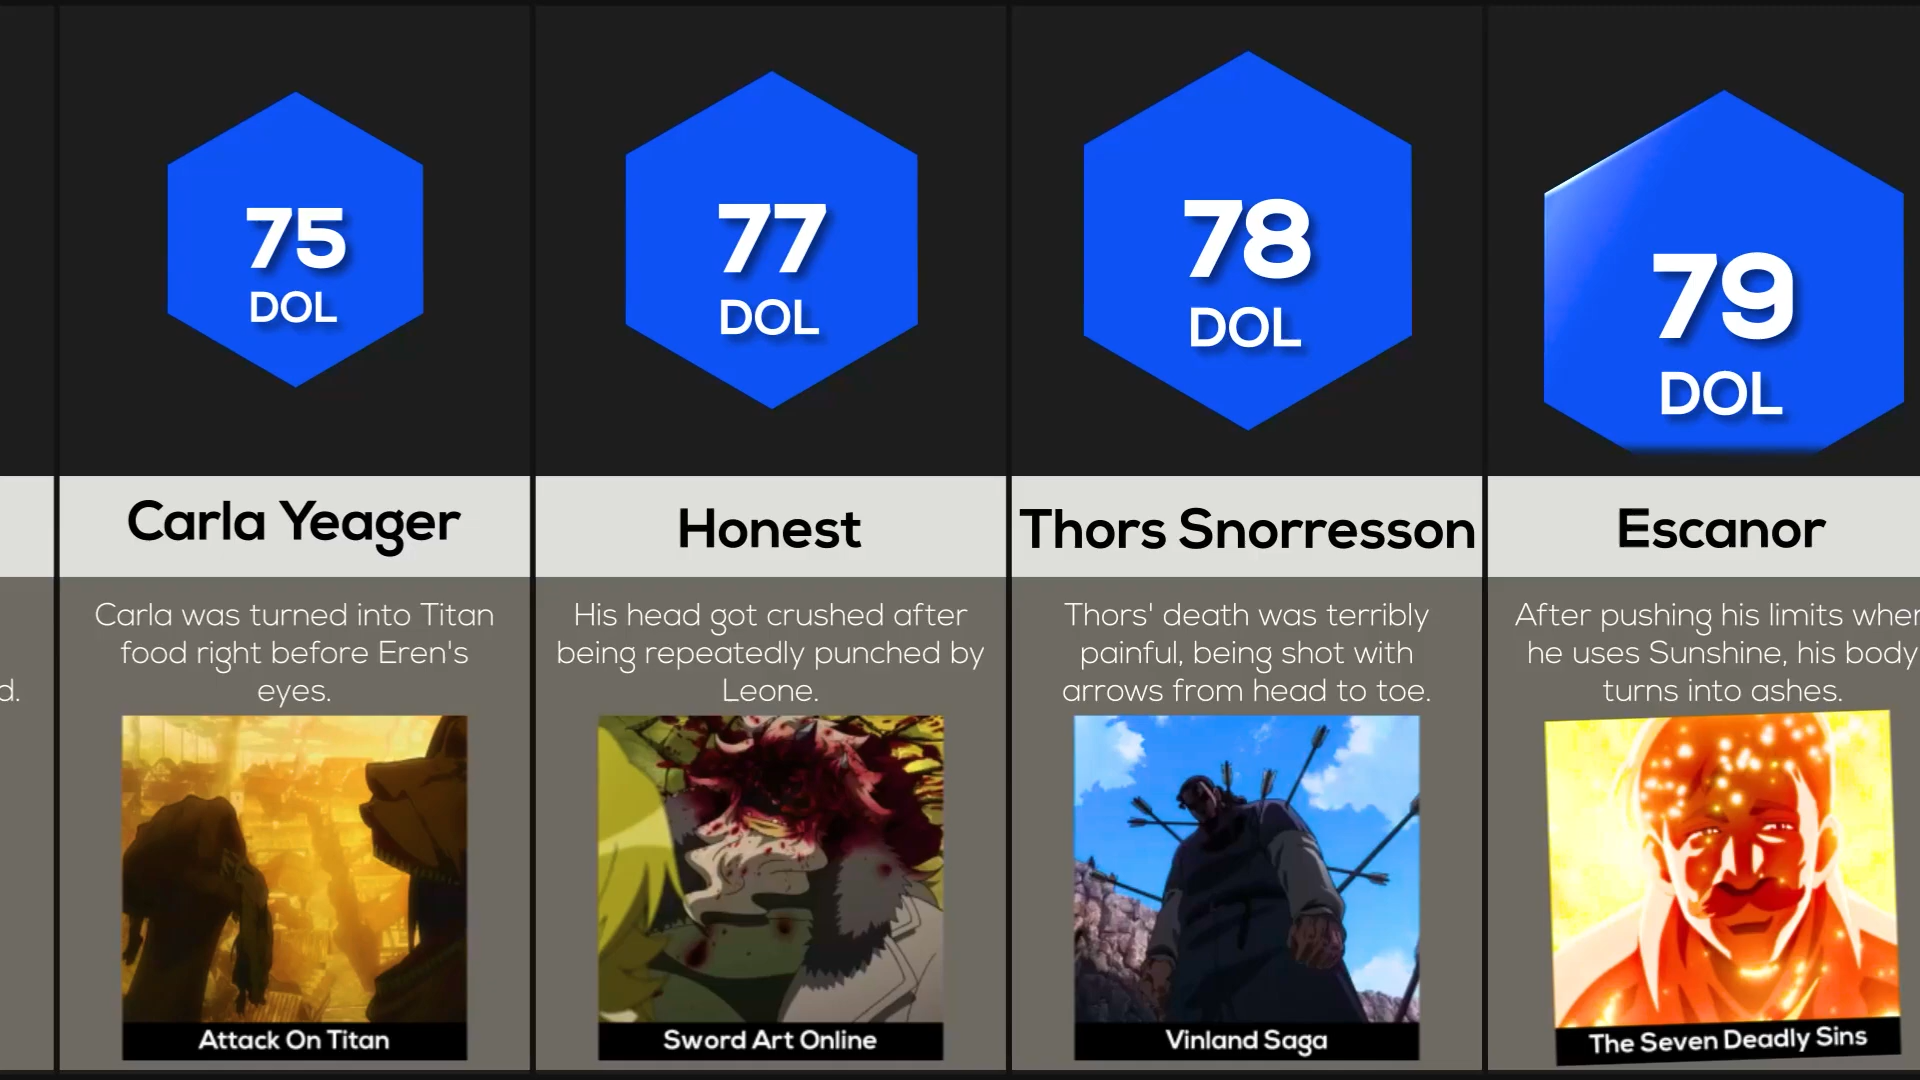 75
DOL
Carla Yeager
Carla was turned into Titan
food right before Eren's
eyes.
Attack On Titan
77
DOL
Honest
His head got crushed after
being repeatedly punched by
Leone.
Sword Art Online
78
DOL
Thors Snorresson
Thors' death was terribly
painful, being shot with
arrows from head to toe.
Vinland Saga
79
DOL
Escanor
After pushing his limits when
he uses Sunshine, his body
turns into ashes.
The Seven Deadly Sins
d.